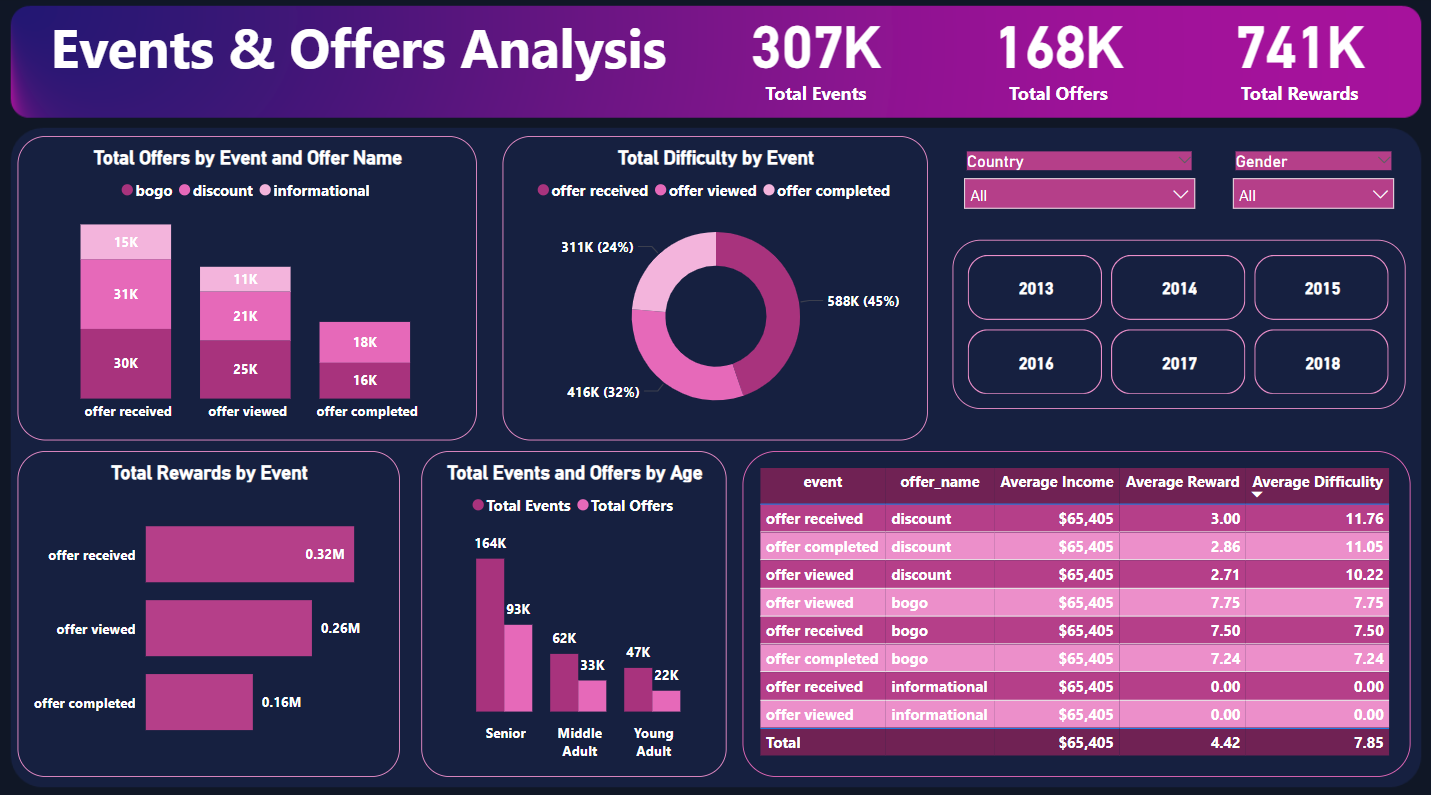 Events & Offers Analysis
307K
Total Events
168K
Total Offers
741K
Total Rewards
Total Offers by Event and Offer Name
bogo discount informational
15K
31K
30K
11K
21K
25K
18K
16K
offer received offer viewed offer completed
Total Difficulty by Event
offer received offer viewed offer completed
311K (24%)
588K (45%)
416K (32%)
Country
All
Gender
All
2013 2014 2015
2016 2017 2018
Total Rewards by Event
offer received 0.32M
offer viewed 0.26M
offer completed 0.16M
Total Events and Offers by Age
Total Events Total Offers
164K
93K
62K
33K
47K
22K
Senior
Middle
Adult
Young
Adult
event offer_name Average Income Average Reward Average Difficulity
offer received discount $65,405 3.00 11.76
offer completed discount $65,405 2.86 11.05
offer viewed discount $65,405 2.71 10.22
offer viewed bogo $65,405 7.75 7.75
offer received bogo $65,405 7.50 7.50
offer completed bogo $65,405 7.24 7.24
offer received informational $65,405 0.00 0.00
offer viewed informational $65,405 0.00 0.00
Total $65,405 4.42 7.85